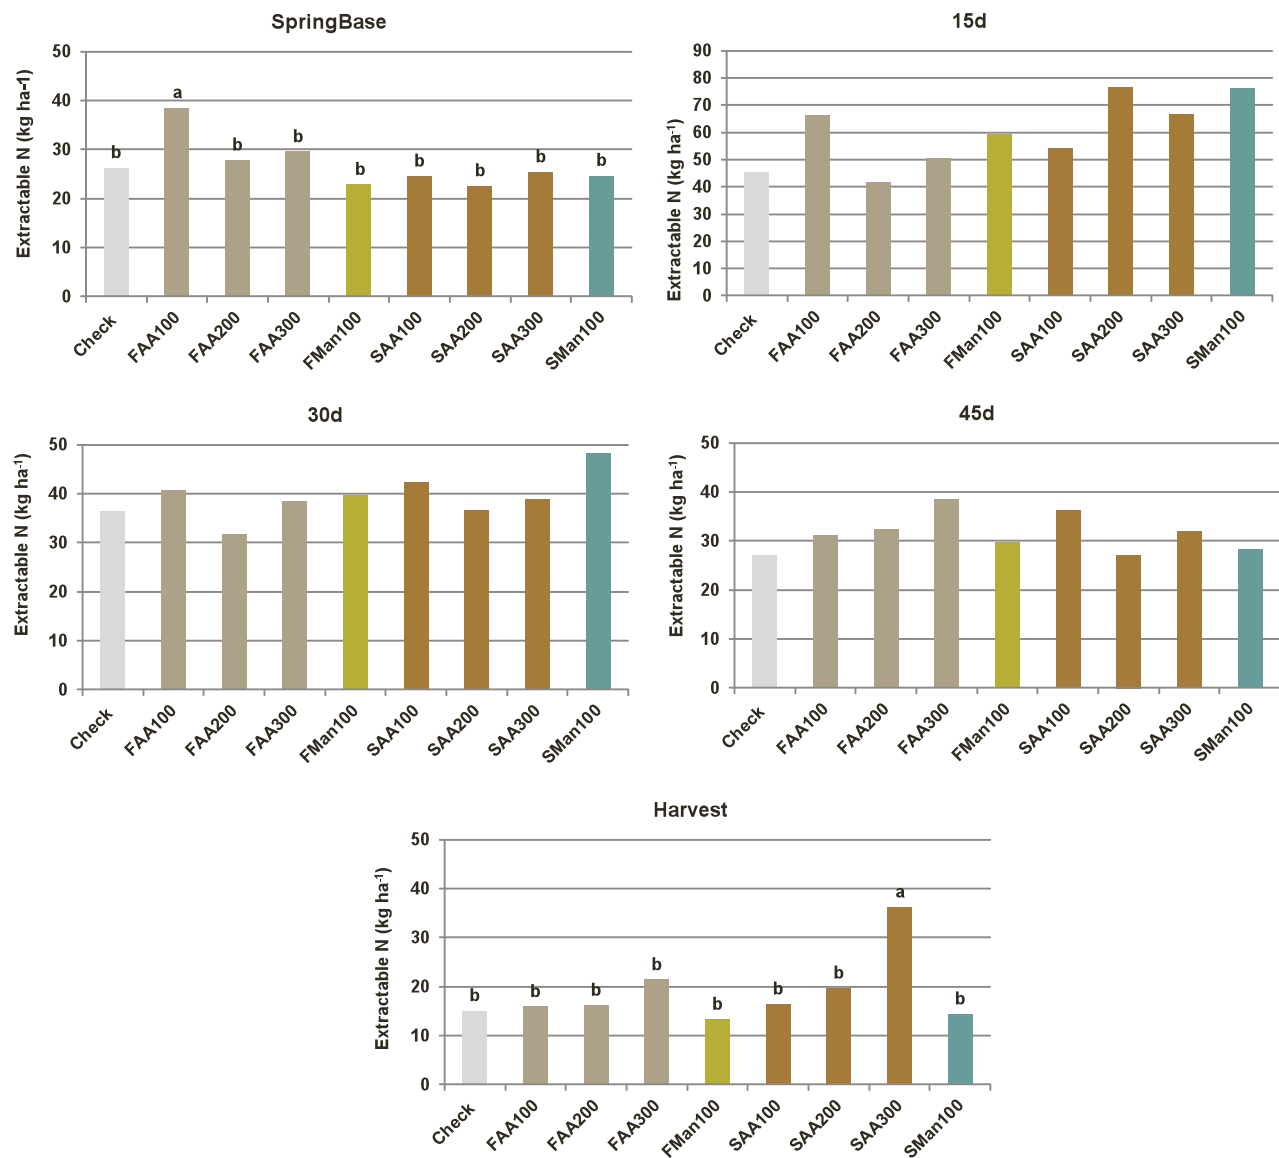 SpringBase
Extractable N (kg ha-1)
50
40
30
20
10
0
b
a
b
b
b
b
b
b
b
Check
FAA100
FAA200
FAA300
FMan100
SAA100
SAA200
SAA300
SMan100
15d
Extractable N (kg ha-1)
90
80
70
60
50
40
30
20
10
0
Check
FAA100
FAA200
FAA300
FMan100
SAA100
SAA200
SAA300
SMan100
30d
Extractable N (kg ha-1)
50
40
30
20
10
0
Check
FAA100
FAA200
FAA300
FMan100
SAA100
SAA200
SAA300
SMan100
45d
Extractable N (kg ha-1)
50
40
30
20
10
0
Check
FAA100
FAA200
FAA300
FMan100
SAA100
SAA200
SAA300
SMan100
Harvest
Extractable N (kg ha-1)
50
40
30
20
10
0
b
b
b
b
b
b
b
a
b
Check
FAA100
FAA200
FAA300
FMan100
SAA100
SAA200
SAA300
SMan100